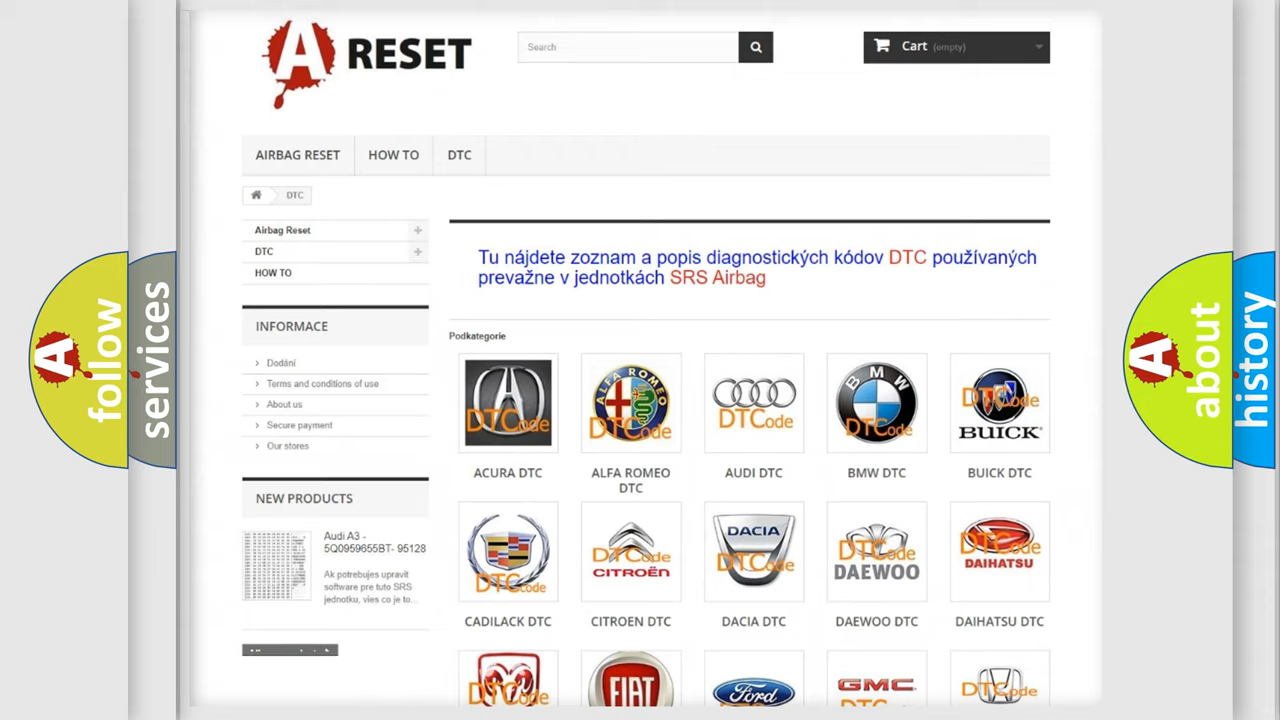 A RESET
Search
Cart (empty)
AIRBAG RESET
HOW TO
DTC
DTC
Airbag Reset
DTC
HOW TO
Tu nájdete zoznam a popis diagnostických kódov DTC používaných
prevažne v jednotkách SRS Airbag
INFORMACE
Dodání
Terms and conditions of use
About us
Secure payment
Our stores
Podkategorie
DTCode
ALFA ROMEO
DTCode
DTCode
BMW
DTCode
DTCode
BUICK
ACURA DTC
ALFA ROMEO
DTC
AUDI DTC
BMW DTC
BUICK DTC
NEW PRODUCTS
Audi A3 -
5Q0959655BT- 95128
Ak potrebujes upravit
software pre tuto SRS
jednotku, vies co je to...
DTCode
DTCode
CITROËN
DACIA
DTCode
DTCode
DAEWOO
DTCode
DAIHATSU
CADILACK DTC
CITROEN DTC
DACIA DTC
DAEWOO DTC
DAIHATSU DTC
DTCode
FIAT
Ford
GMC
DTCode
A follow
services
A about
history